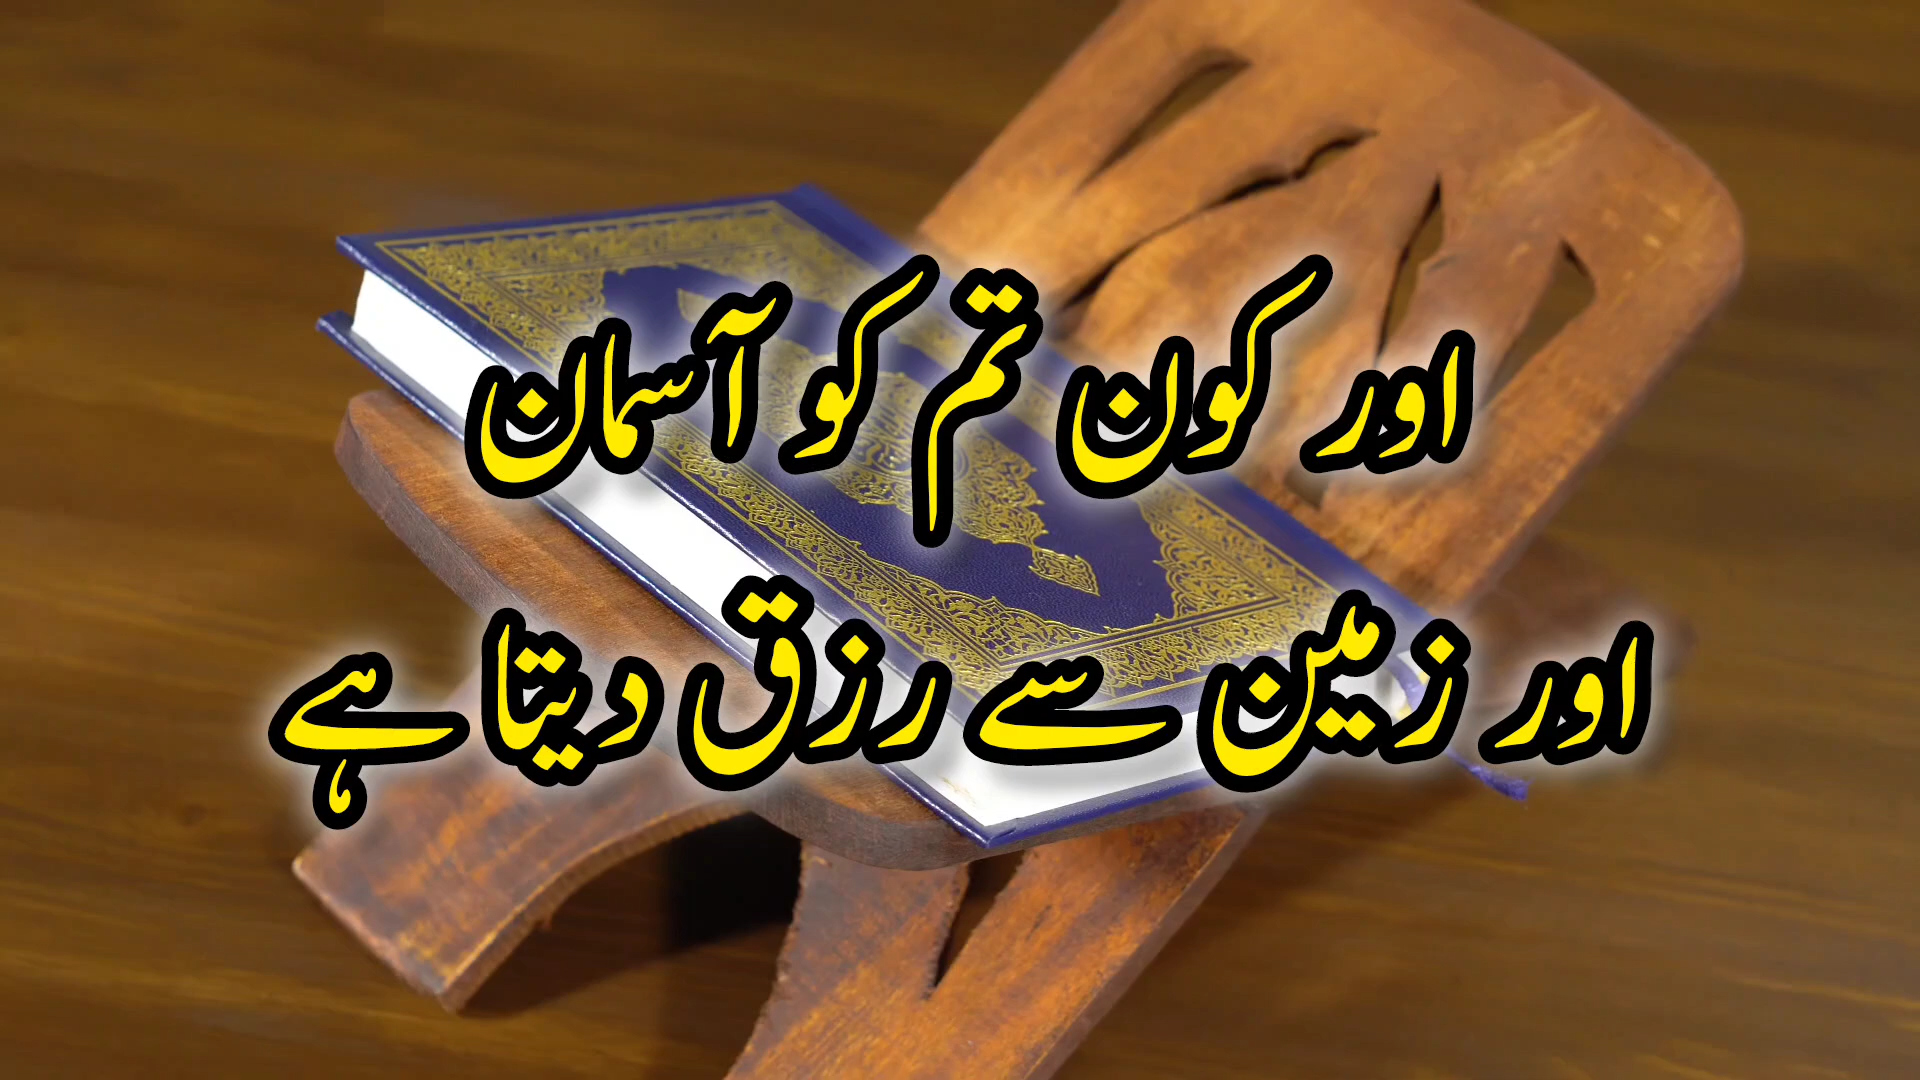 اور کون تم کو آسمان
اور زمین سے رزق دیتا ہے